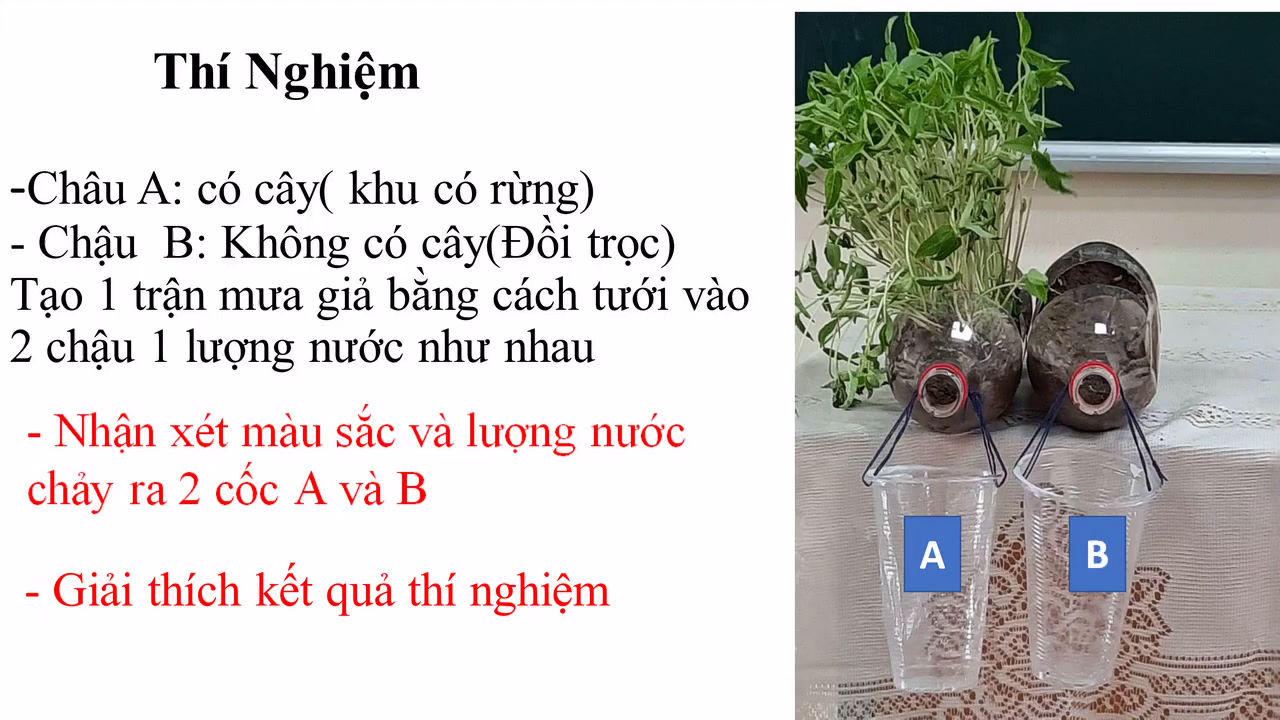 Thí Nghiệm
-Châu A: có cây( khu có rừng)
- Chậu B: Không có cây(Đồi trọc)
Tạo 1 trận mưa giả bằng cách tưới vào
2 chậu 1 lượng nước như nhau
- Nhận xét màu sắc và lượng nước
chảy ra 2 cốc A và B
- Giải thích kết quả thí nghiệm
A
B